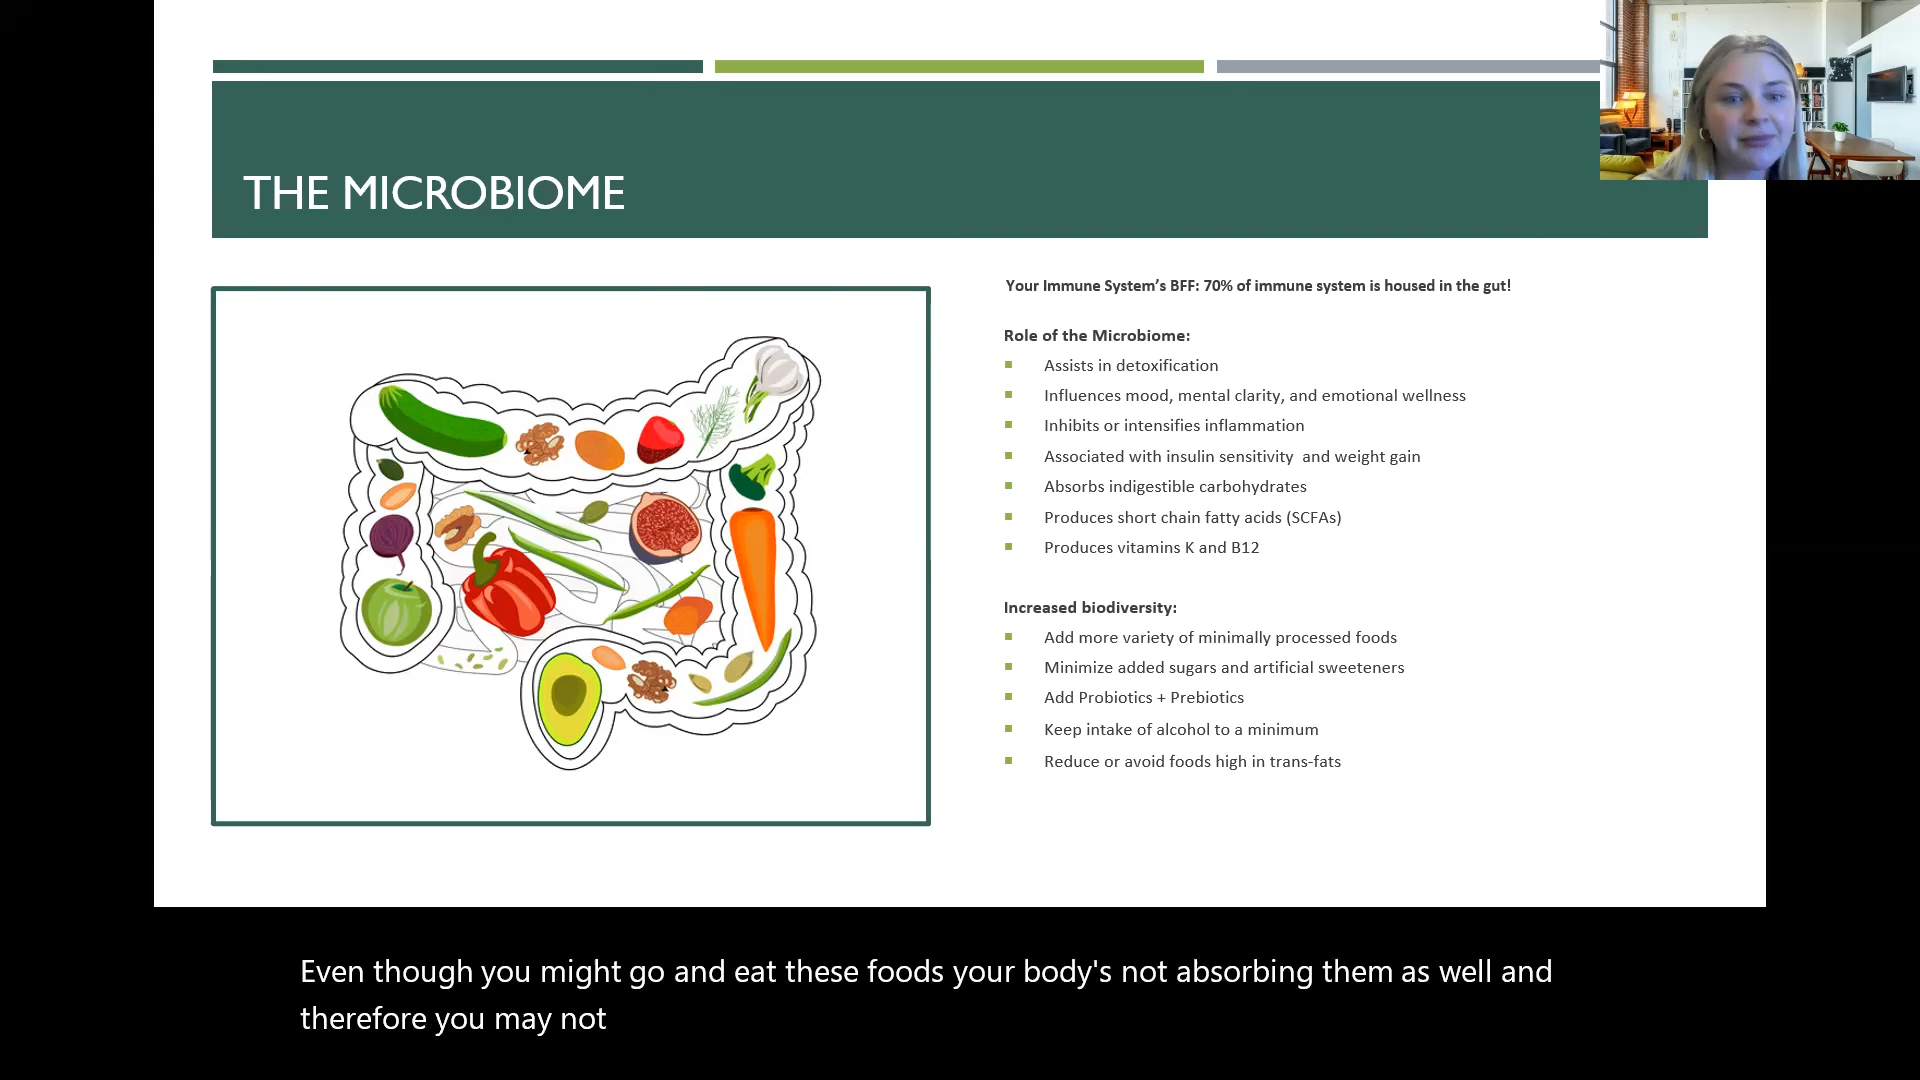 THE MICROBIOME
Your Immune System’s BFF: 70% of immune system is housed in the gut!
Role of the Microbiome:
Assists in detoxification
Influences mood, mental clarity, and emotional wellness
Inhibits or intensifies inflammation
Associated with insulin sensitivity  and weight gain
Absorbs indigestible carbohydrates
Produces short chain fatty acids (SCFAs)
Produces vitamins K and B12
Increased biodiversity:
Add more variety of minimally processed foods
Minimize added sugars and artificial sweeteners
Add Probiotics + Prebiotics
Keep intake of alcohol to a minimum
Reduce or avoid foods high in trans-fats
Even though you might go and eat these foods your body's not absorbing them as well and
therefore you may not